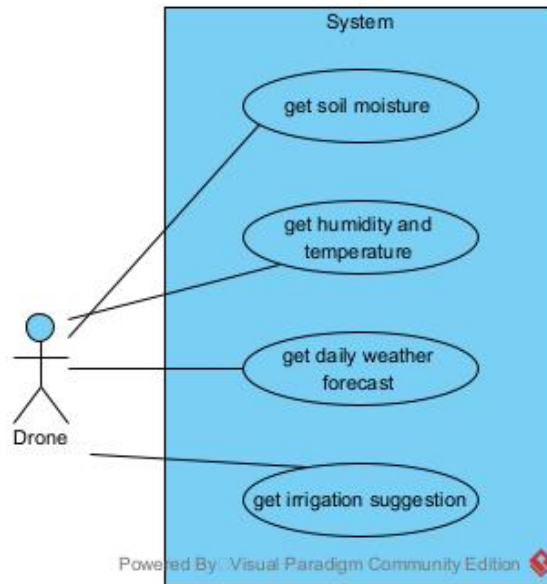 System
get soil moisture
get humidity and
temperature
get daily weather
forecast
Drone
get irrigation suggestion
Powered By: Visual Paradigm Community Edition